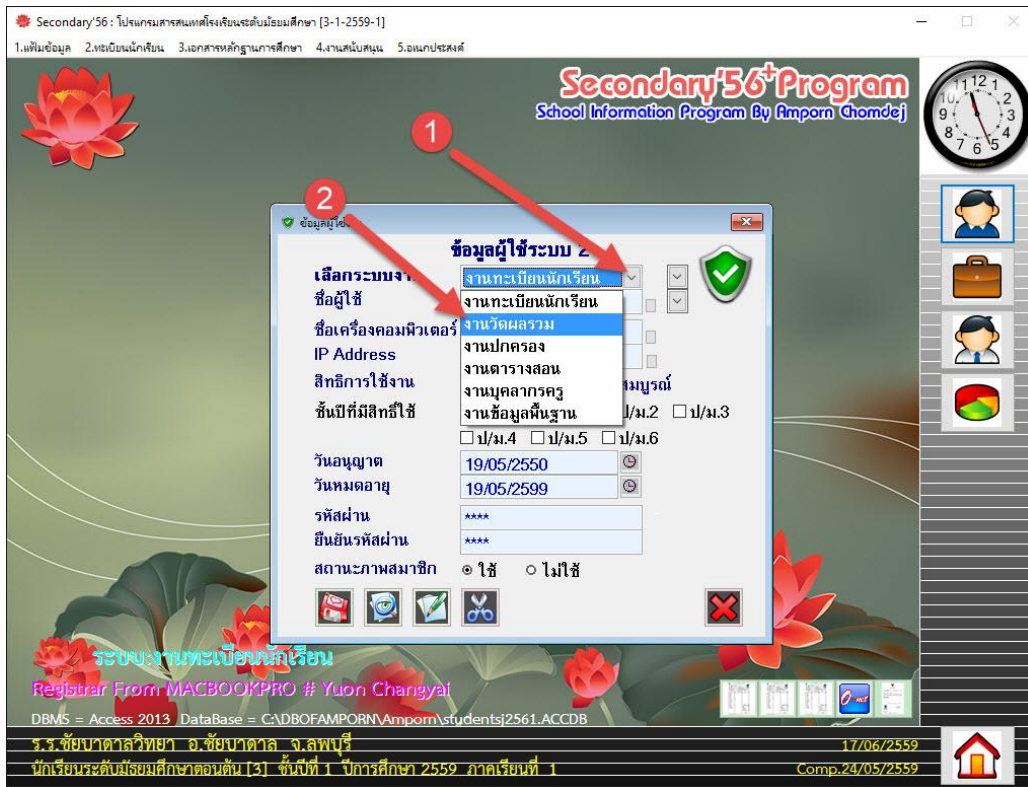 Secondary'56 : โปรแกรมสารสนเทศโรงเรียนระดับมัธยมศึกษา [3-1-2559-1]
1.แฟ้มข้อมูล 2.ทะเบียนนักเรียน 3.เอกสารหลักฐานการศึกษา 4.งานสนับสนุน 5.อเนกประสงค์
Secondary'56+Program
School Information Program By Amporn Chomdej
11 12 1
10 2
9 3
8 4
7 6 5
1
2
ข้อมูลผู้ใช้
ข้อมูลผู้ใช้ระบบ 2
เลือกระบบงาน งานทะเบียนนักเรียน
ชื่อผู้ใช้ งานทะเบียนนักเรียน
ชื่อเครื่องคอมพิวเตอร์ งานวัดผลรวม
งานปกครอง
IP Address งานตารางสอน
สิทธิการใช้งาน งานบุคลากรครู สมบูรณ์
ชั้นปีที่มีสิทธิ์ใช้ งานข้อมูลพื้นฐาน ป/ม.2 ป/ม.3
ป/ม.4 ป/ม.5 ป/ม.6
วันอนุญาต 19/05/2550
วันหมดอายุ 19/05/2599
รหัสผ่าน ****
ยืนยันรหัสผ่าน ****
สถานะภาพสมาชิก ใช้ ไม่ใช้
ระบบ:งานทะเบียนนักเรียน
Registrar From MACBOOKPRO # Yuon Changyai
DBMS = Access 2013 DataBase = C:\DBOFAMPORN\Amporn\studentsj2561.ACCDB
ร.ร.ชัยบาดาลวิทยา อ.ชัยบาดาล จ.ลพบุรี 17/06/2559
นักเรียนระดับมัธยมศึกษาตอนต้น [3] ชั้นปีที่ 1 ปีการศึกษา 2559 ภาคเรียนที่ 1 Comp.24/05/2559